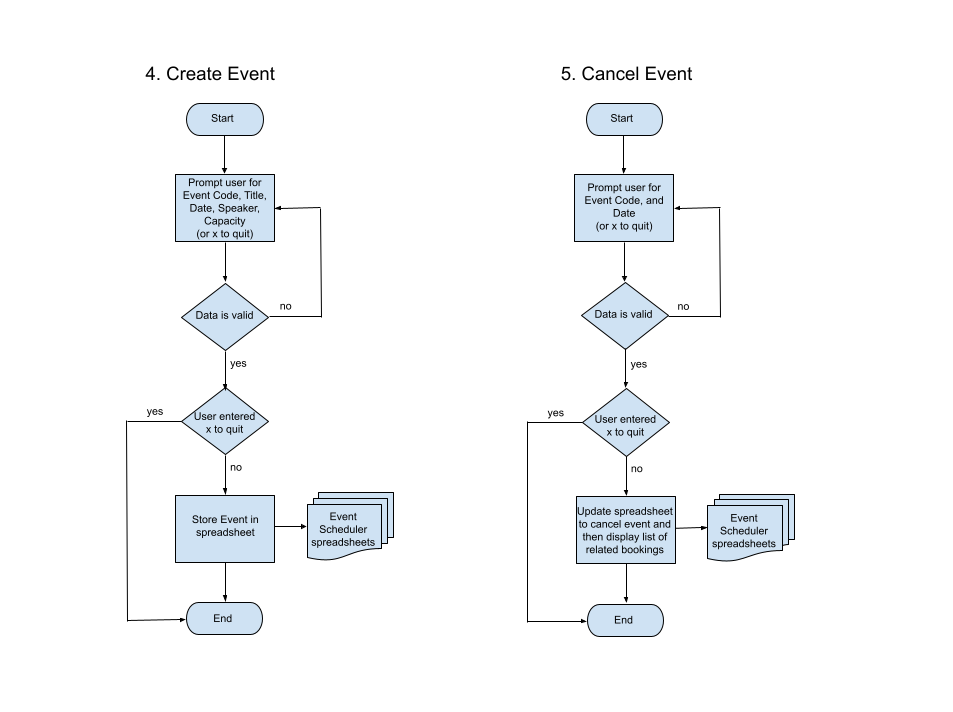 4. Create Event
Start
Prompt user for
Event Code, Title,
Date, Speaker,
Capacity
(or x to quit)
Data is valid
no
yes
User entered
x to quit
yes
no
Store Event in
spreadsheet
Event
Scheduler
spreadsheets
End
5. Cancel Event
Start
Prompt user for
Event Code, and
Date
(or x to quit)
Data is valid
no
yes
User entered
x to quit
yes
no
Update spreadsheet
to cancel event and
then display list of
related bookings
Event
Scheduler
spreadsheets
End